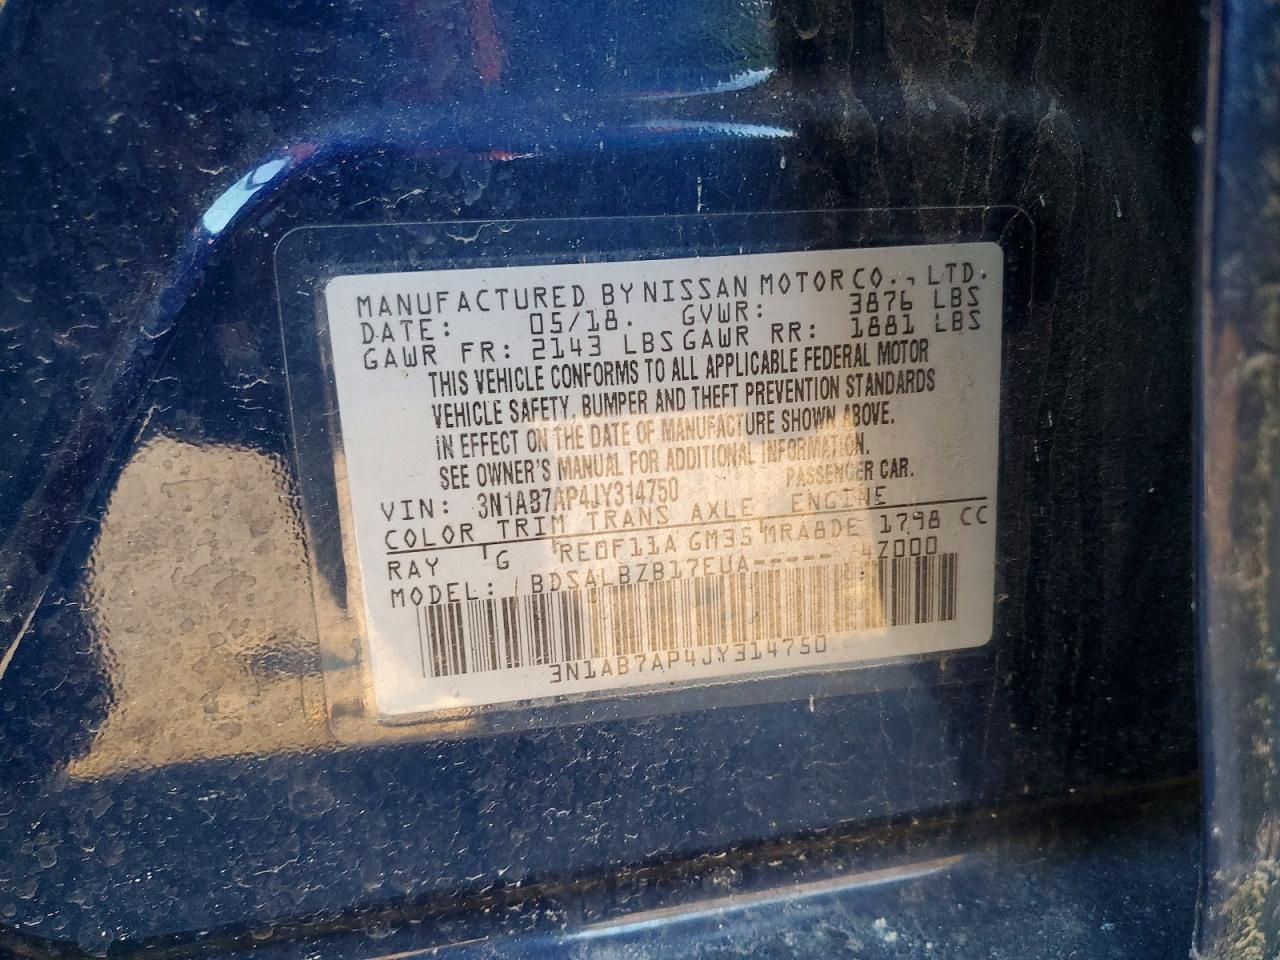 MANUFACTURED BY NISSAN MOTOR CO., LTD.
DATE: 05/18. GVWR: 3876 LBS
GAWR FR: 2143 LBS GAWR RR: 1881 LBS
THIS VEHICLE CONFORMS TO ALL APPLICABLE FEDERAL MOTOR
VEHICLE SAFETY, BUMPER AND THEFT PREVENTION STANDARDS
IN EFFECT ON THE DATE OF MANUFACTURE SHOWN ABOVE.
SEE OWNER'S MANUAL FOR ADDITIONAL INFORMATION.
VIN: 3N1AB7AP4JY314750 PASSENGER CAR.
COLOR TRIM TRANS AXLE ENGINE
RAY G RE0F11A GM35 MRA8DE 1798 CC
MODEL: BDSALBZB17EUA----- 47000
3N1AB7AP4JY314750